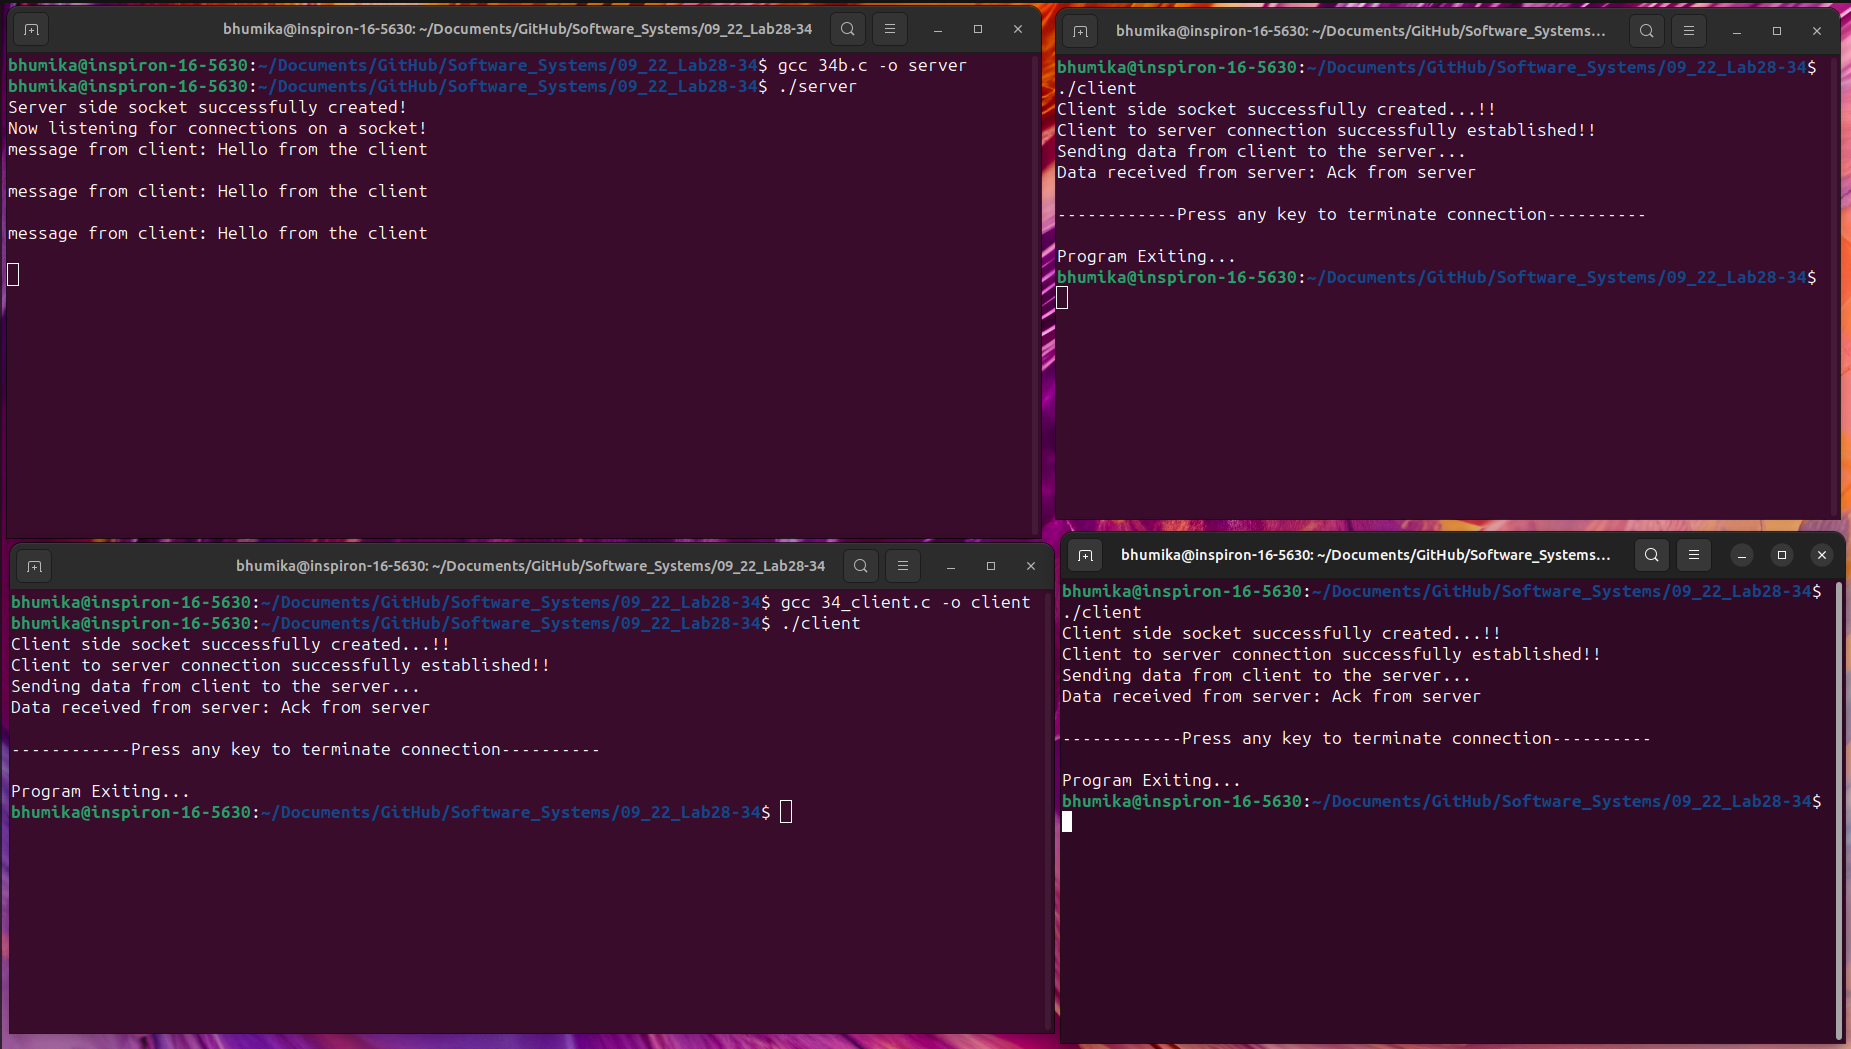 bhumika@inspiron-16-5630: ~/Documents/GitHub/Software_Systems/09_22_Lab28-34
bhumika@inspiron-16-5630:~/Documents/GitHub/Software_Systems/09_22_Lab28-34$ gcc 34b.c -o server
bhumika@inspiron-16-5630:~/Documents/GitHub/Software_Systems/09_22_Lab28-34$ ./server
Server side socket successfully created!
Now listening for connections on a socket!
message from client: Hello from the client
message from client: Hello from the client
message from client: Hello from the client
bhumika@inspiron-16-5630: ~/Documents/GitHub/Software_Systems...
bhumika@inspiron-16-5630:~/Documents/GitHub/Software_Systems/09_22_Lab28-34$
./client
Client side socket successfully created...!!
Client to server connection successfully established!!
Sending data from client to the server...
Data received from server: Ack from server
------------Press any key to terminate connection----------
Program Exiting...
bhumika@inspiron-16-5630:~/Documents/GitHub/Software_Systems/09_22_Lab28-34$
bhumika@inspiron-16-5630: ~/Documents/GitHub/Software_Systems/09_22_Lab28-34
bhumika@inspiron-16-5630:~/Documents/GitHub/Software_Systems/09_22_Lab28-34$ gcc 34_client.c -o client
bhumika@inspiron-16-5630:~/Documents/GitHub/Software_Systems/09_22_Lab28-34$ ./client
Client side socket successfully created...!!
Client to server connection successfully established!!
Sending data from client to the server...
Data received from server: Ack from server
------------Press any key to terminate connection----------
Program Exiting...
bhumika@inspiron-16-5630:~/Documents/GitHub/Software_Systems/09_22_Lab28-34$
bhumika@inspiron-16-5630: ~/Documents/GitHub/Software_Systems...
bhumika@inspiron-16-5630:~/Documents/GitHub/Software_Systems/09_22_Lab28-34$
./client
Client side socket successfully created...!!
Client to server connection successfully established!!
Sending data from client to the server...
Data received from server: Ack from server
------------Press any key to terminate connection----------
Program Exiting...
bhumika@inspiron-16-5630:~/Documents/GitHub/Software_Systems/09_22_Lab28-34$